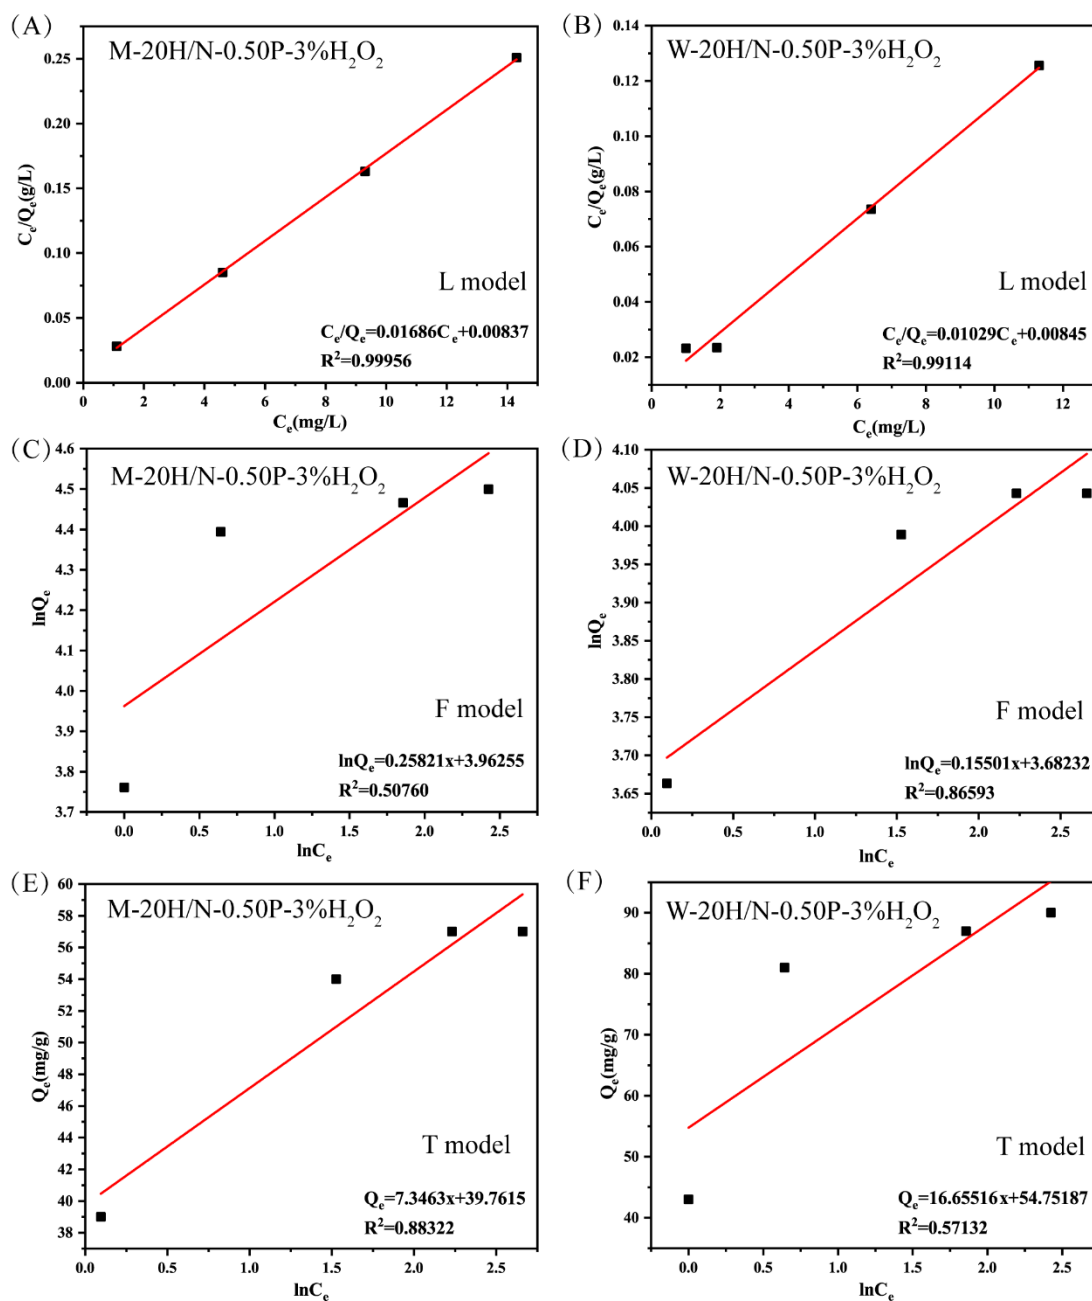 (A)
M-20H/N-0.50P-3%H₂O₂
0.25
0.20
0.15
0.10
0.05
0.00
Cₑ/Qₑ(g/L)
L model
Cₑ/Qₑ=0.01686Cₑ+0.00837
R²=0.99956
0 2 4 6 8 10 12 14
Cₑ(mg/L)
(B)
W-20H/N-0.50P-3%H₂O₂
0.14
0.12
0.10
0.08
0.06
0.04
0.02
Cₑ/Qₑ(g/L)
L model
Cₑ/Qₑ=0.01029Cₑ+0.00845
R²=0.99114
0 2 4 6 8 10 12
Cₑ(mg/L)
(C)
M-20H/N-0.50P-3%H₂O₂
4.6
4.5
4.4
4.3
4.2
4.1
4.0
3.9
3.8
3.7
lnQₑ
F model
lnQₑ=0.25821x+3.96255
R²=0.50760
0.0 0.5 1.0 1.5 2.0 2.5
lnCₑ
(D)
W-20H/N-0.50P-3%H₂O₂
4.10
4.05
4.00
3.95
3.90
3.85
3.80
3.75
3.70
3.65
lnQₑ
F model
lnQₑ=0.15501x+3.68232
R²=0.86593
0.0 0.5 1.0 1.5 2.0 2.5
lnCₑ
(E)
M-20H/N-0.50P-3%H₂O₂
60
58
56
54
52
50
48
46
44
42
40
38
Qₑ(mg/g)
T model
Qₑ=7.3463x+39.7615
R²=0.88322
0.0 0.5 1.0 1.5 2.0 2.5
lnCₑ
(F)
W-20H/N-0.50P-3%H₂O₂
90
80
70
60
50
40
Qₑ(mg/g)
T model
Qₑ=16.65516x+54.75187
R²=0.57132
0.0 0.5 1.0 1.5 2.0 2.5
lnCₑ